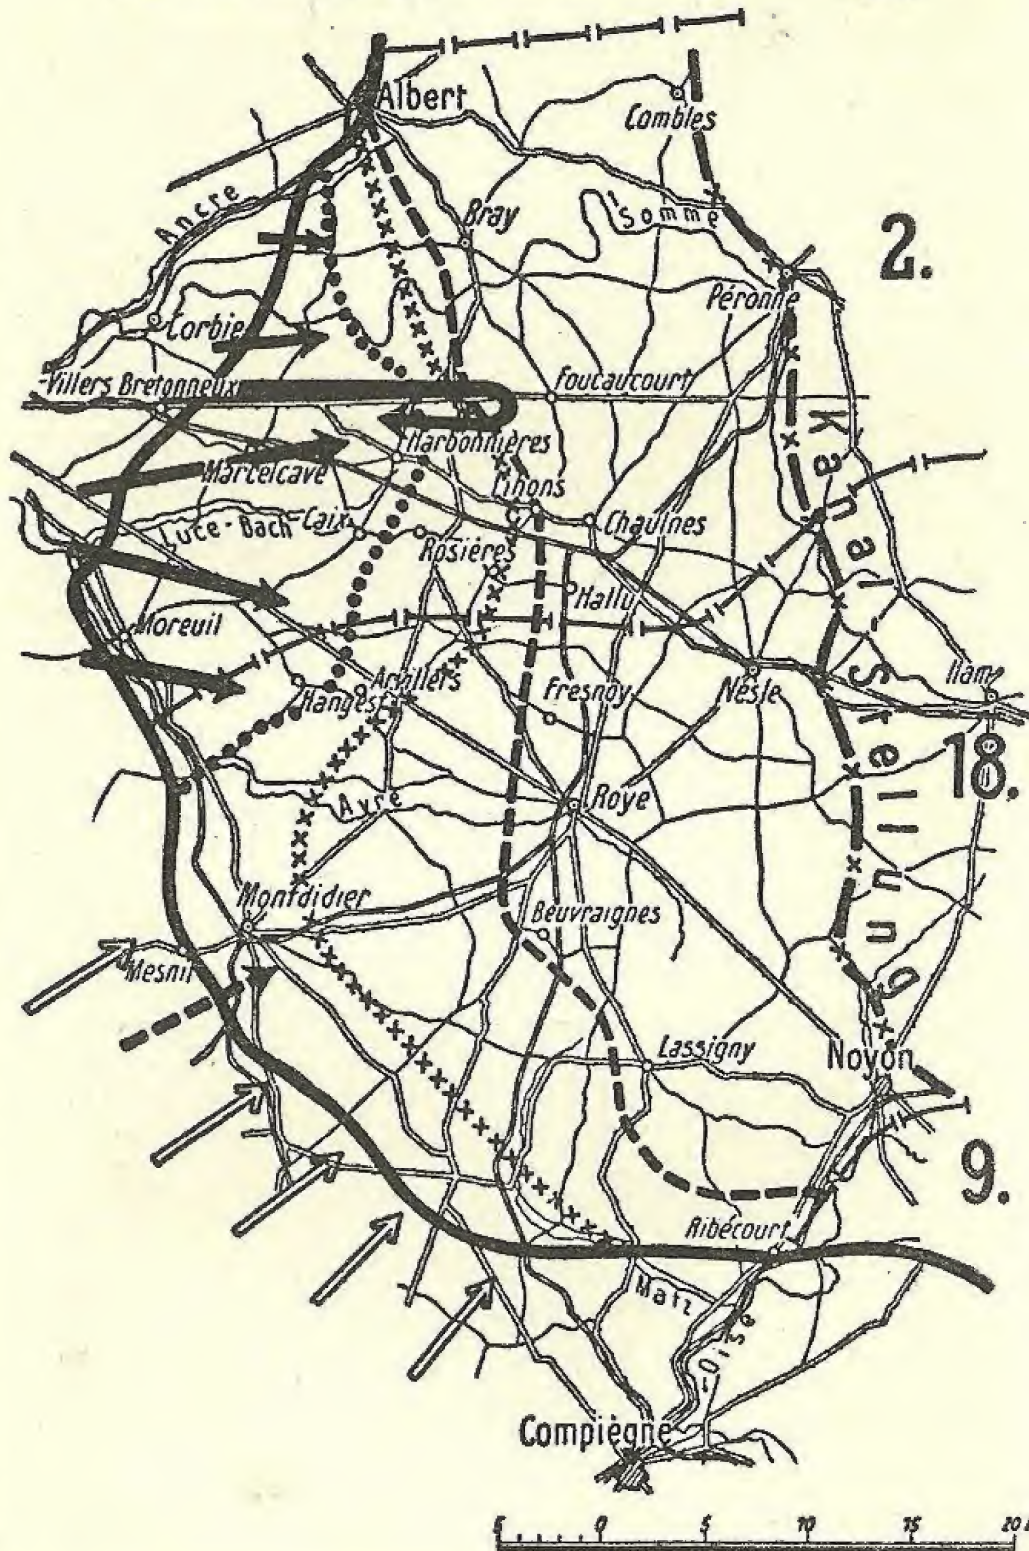 Albert
Combles
Ancre
Bray
Somme
2.
Péronne
Corbie
Villers Bretonneux
Foucaucourt
Harbonnières
Marcelcave
Lihons
Luce-Bach
Caix
Chaulnes
Rosières
Kanal-Stellung
Hallu
Moreuil
Arvillers
Hangest
Fresnoy
Nesle
Ham
18.
Avre
Roye
Montdidier
Beuvraignes
Mesnil
Lassigny
Noyon
9.
Ribécourt
Matz
Oise
Compiègne
5 0 5 10 15 20